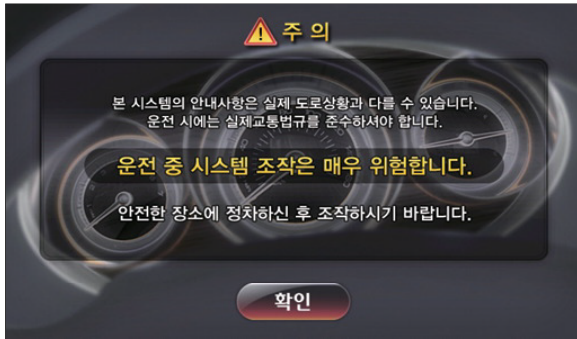 주 의
본 시스템의 안내사항은 실제 도로상황과 다를 수 있습니다.
운전 시에는 실제교통법규를 준수하셔야 합니다.
운전 중 시스템 조작은 매우 위험합니다.
안전한 장소에 정차하신 후 조작하시기 바랍니다.
확인